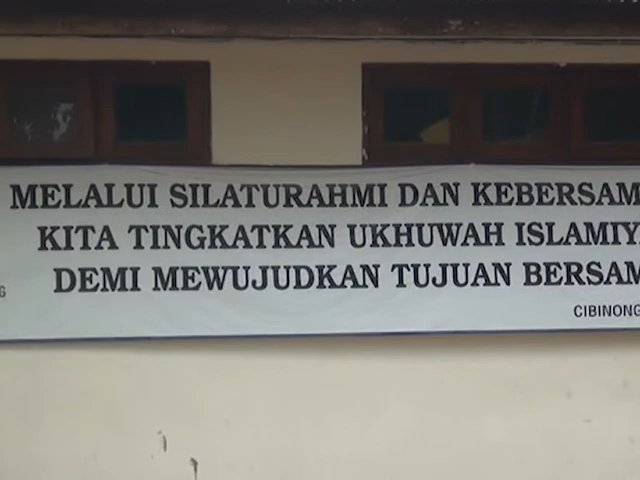 MELALUI SILATURAHMI DAN KEBERSAM
KITA TINGKATKAN UKHUWAH ISLAMIY
DEMI MEWUJUDKAN TUJUAN BERSAM
G
CIBINONG